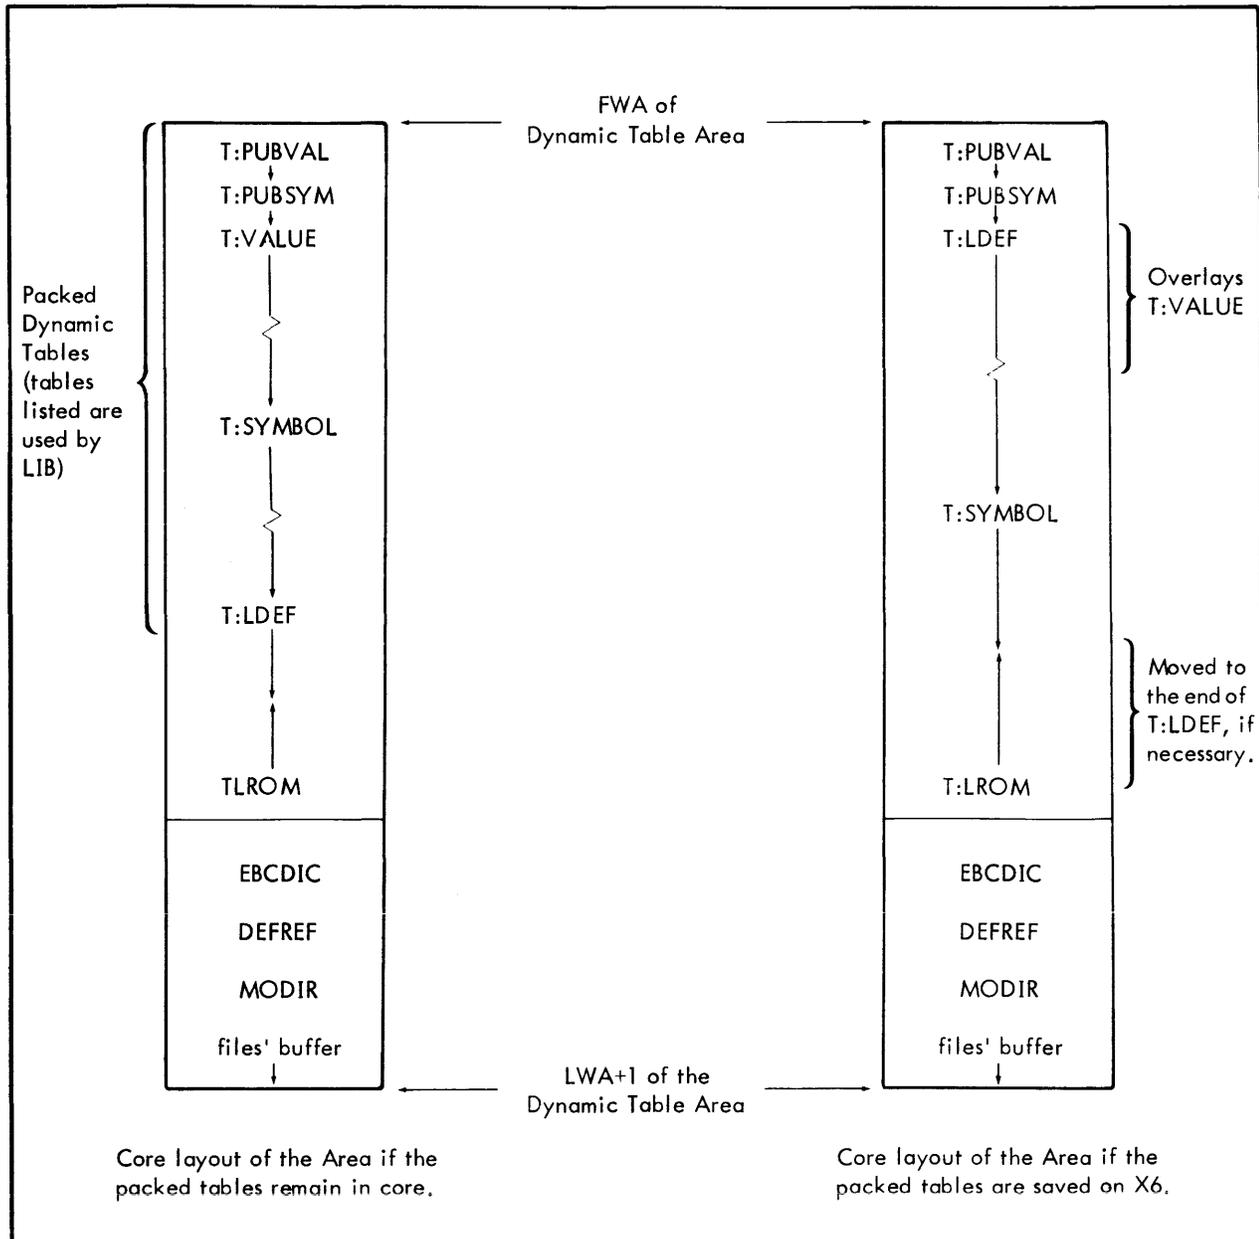 FWA of
Dynamic Table Area
Packed
Dynamic
Tables
(tables
listed are
used by
LIB)
T:PUBVAL
T:PUBSYM
T:VALUE
T:SYMBOL
T:LDEF
TLROM
EBCDIC
DEFREF
MODIR
files' buffer
T:PUBVAL
T:PUBSYM
T:LDEF
T:SYMBOL
T:LROM
EBCDIC
DEFREF
MODIR
files' buffer
Overlays
T:VALUE
Moved to
the end of
T:LDEF, if
necessary.
LWA+1 of the
Dynamic Table Area
Core layout of the Area if the
packed tables remain in core.
Core layout of the Area if the
packed tables are saved on X6.